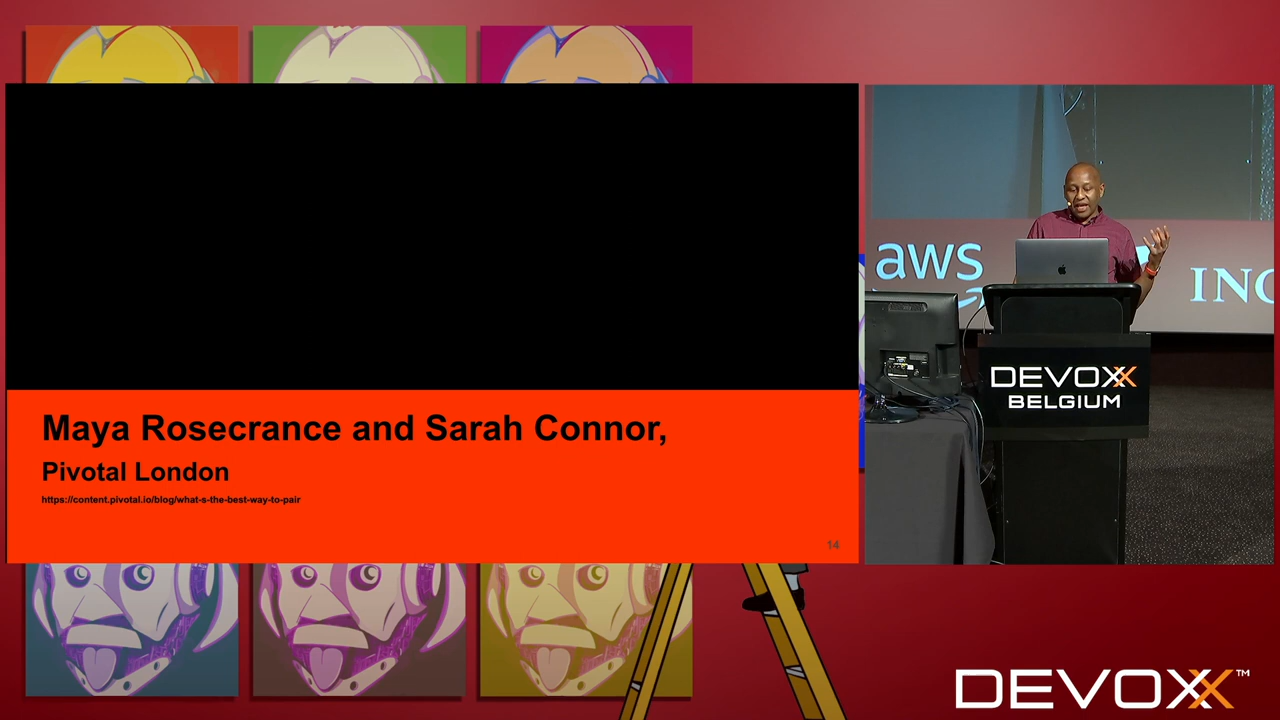 Maya Rosecrance and Sarah Connor,
Pivotal London
https://content.pivotal.io/blog/what-s-the-best-way-to-pair
14
aws
ING
DEVOXX
BELGIUM
DEVOXX™